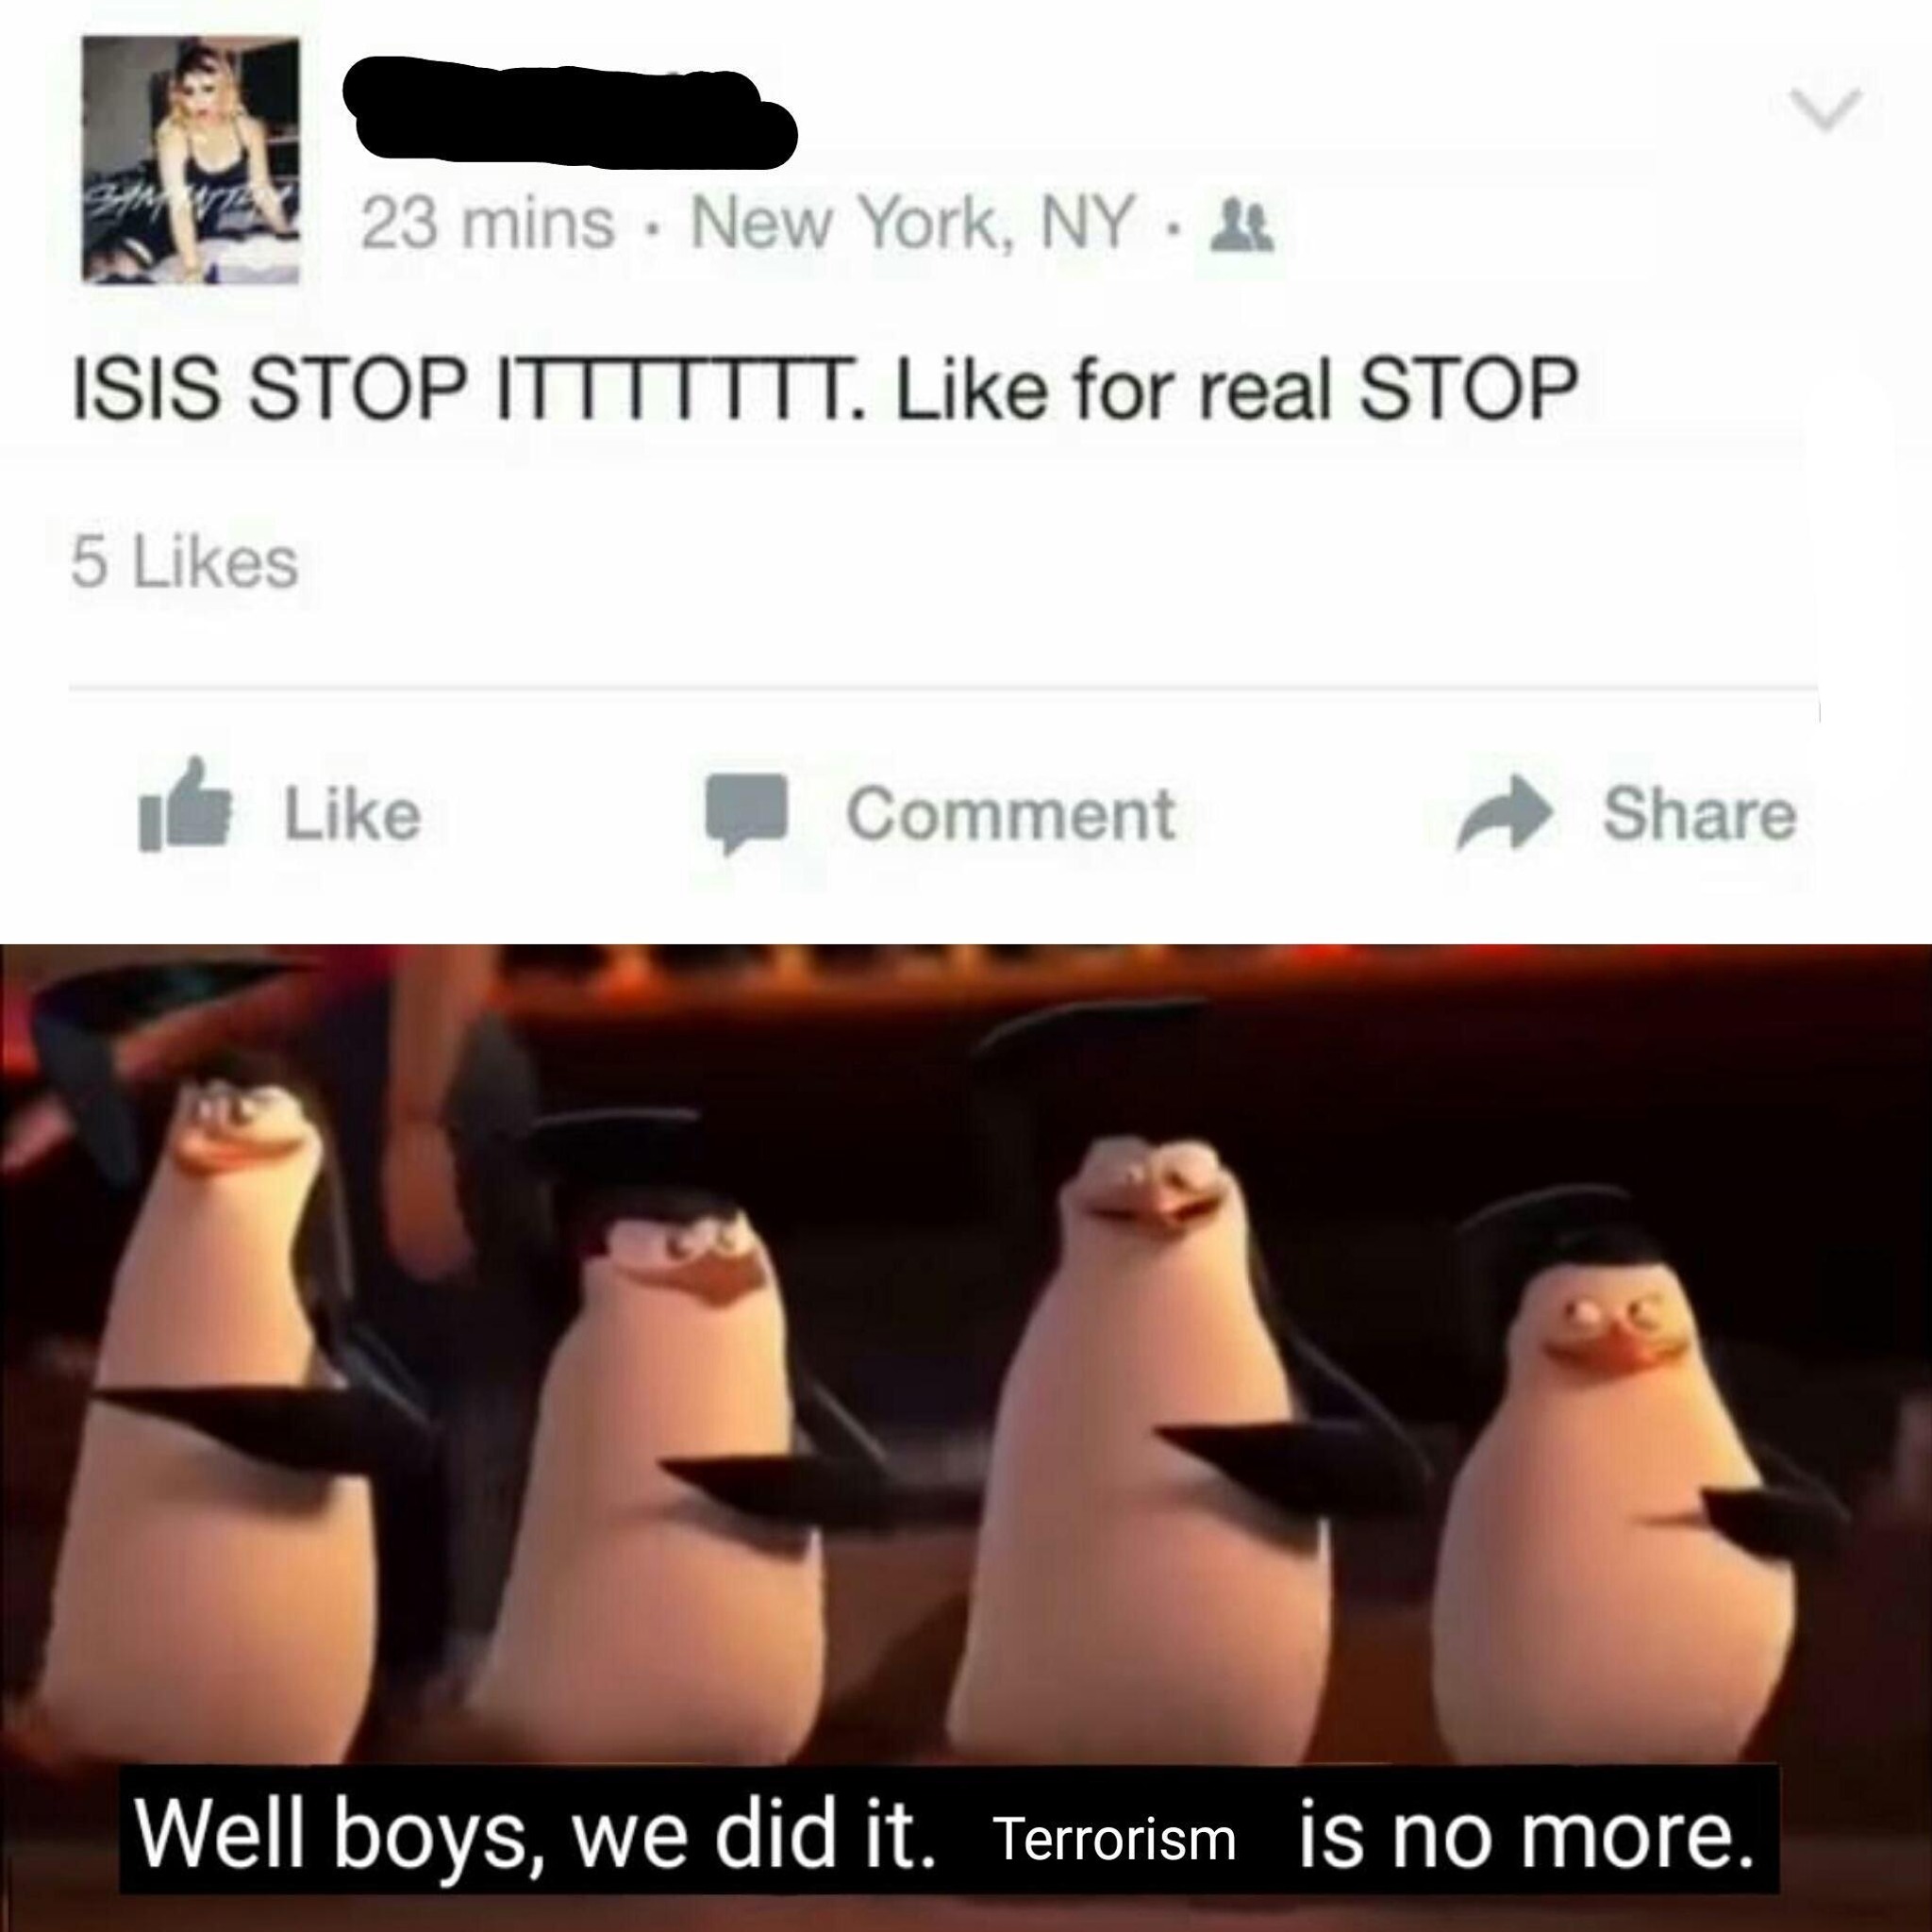 23 mins · New York, NY ·
ISIS STOP ITTTTTTTT. Like for real STOP
5 Likes
Like Comment Share
Well boys, we did it. Terrorism is no more.